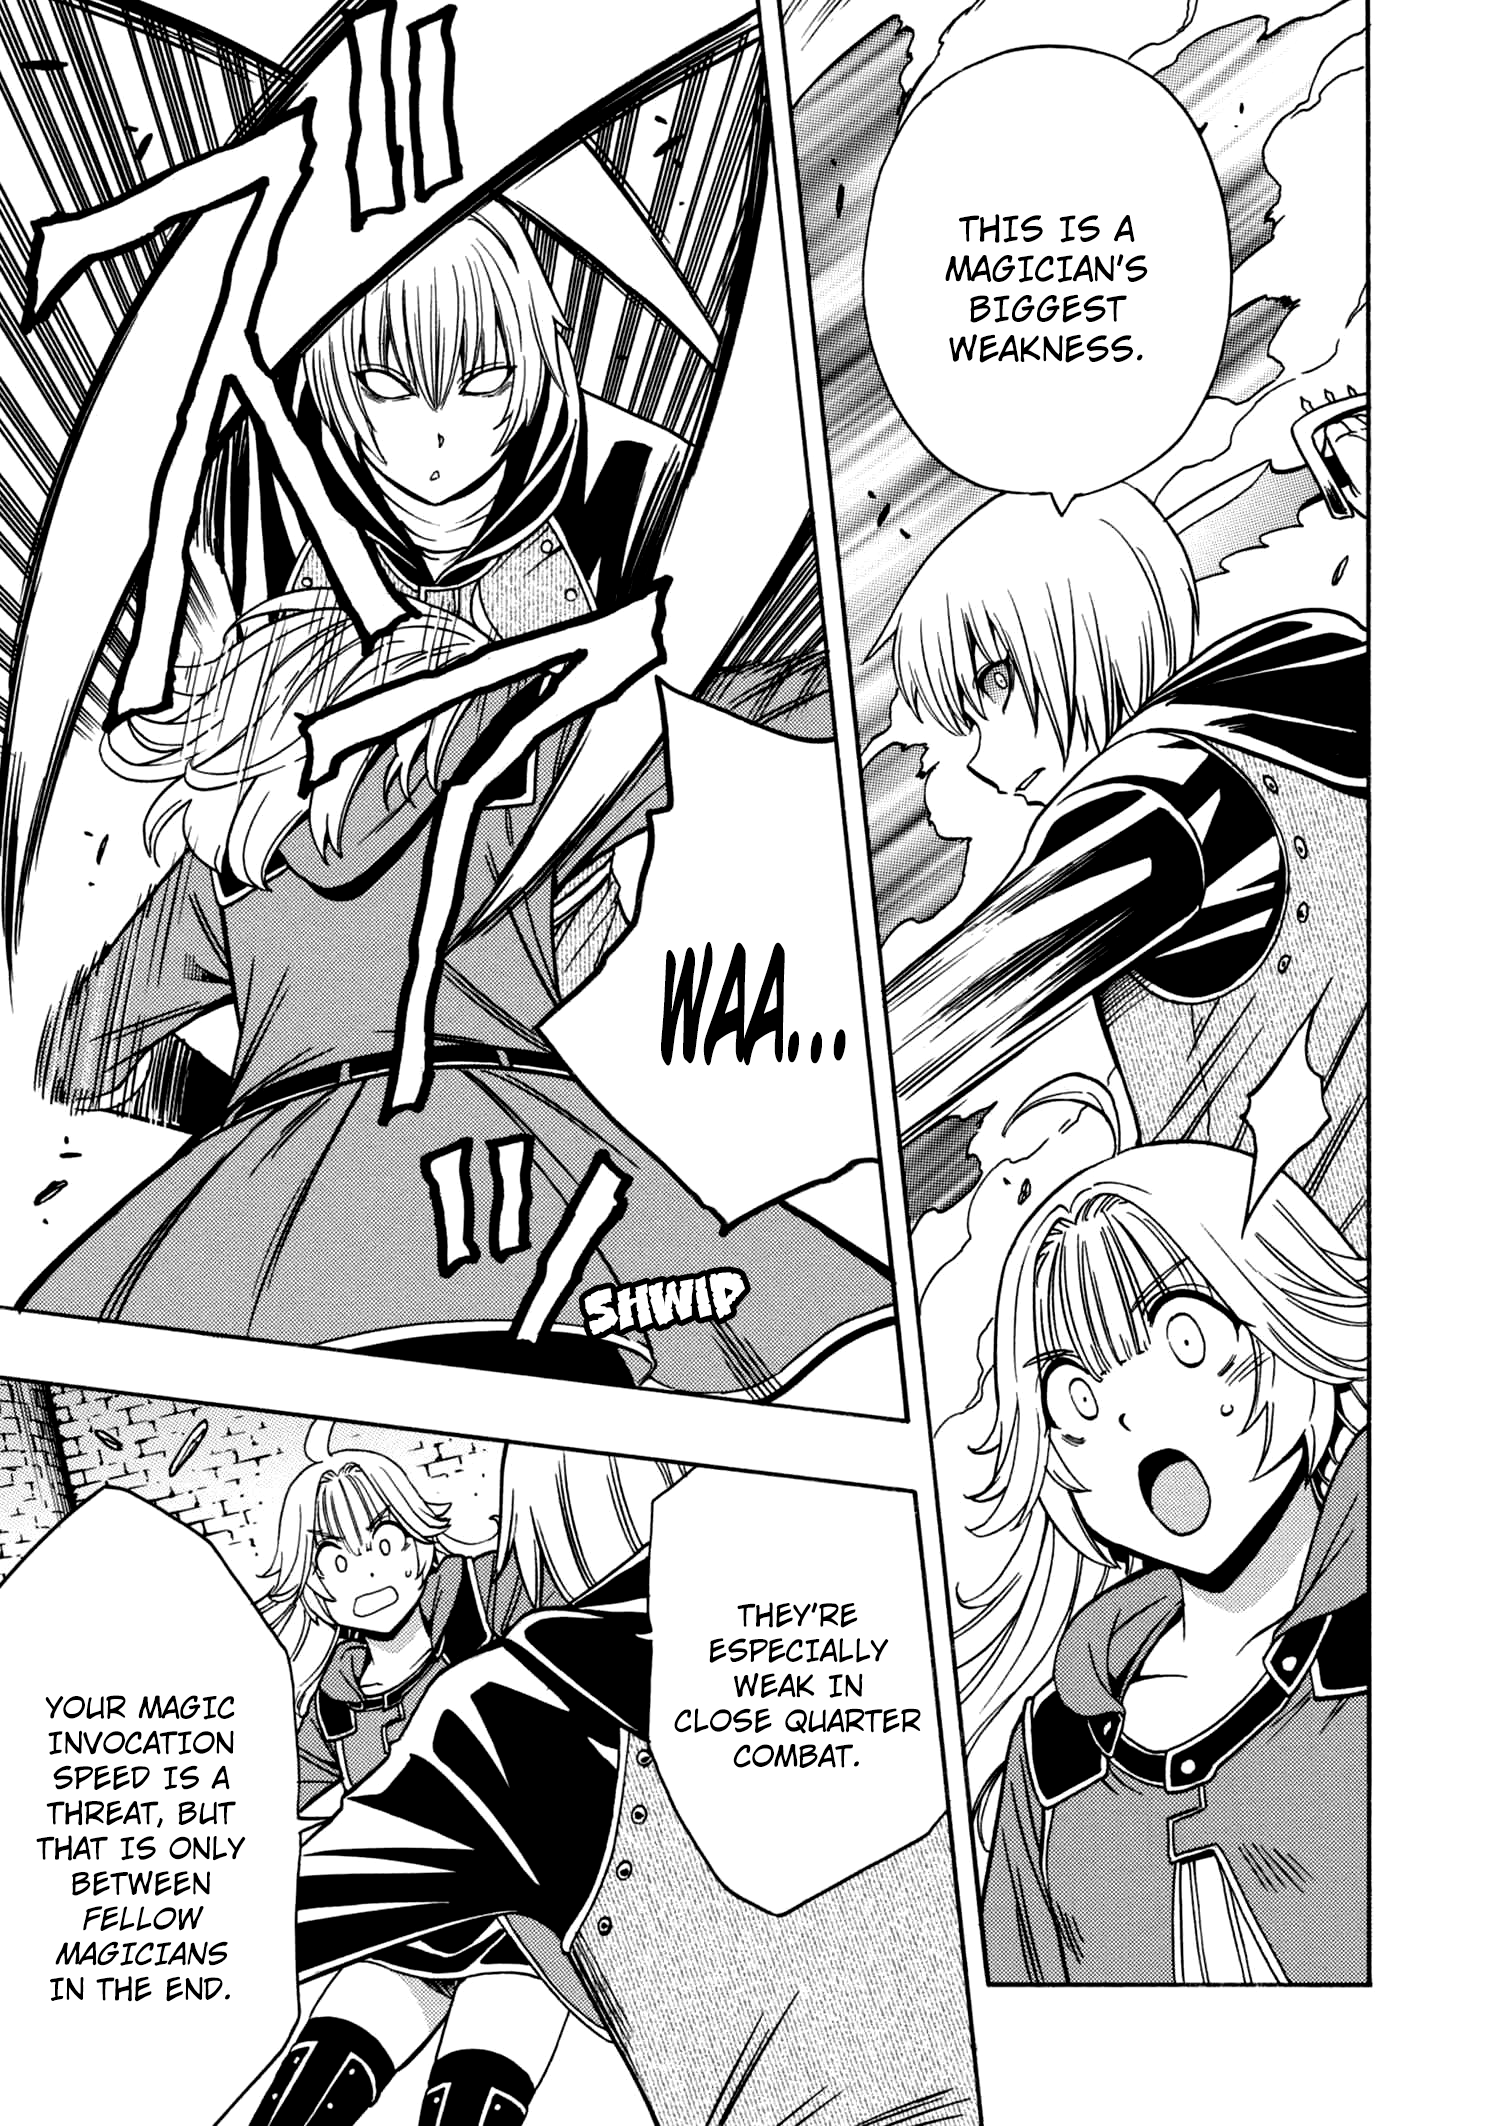 THIS IS A
MAGICIAN'S
BIGGEST
WEAKNESS.
WAA...
SHWIP
THEY'RE
ESPECIALLY
WEAK IN
CLOSE QUARTER
COMBAT.
YOUR MAGIC
INVOCATION
SPEED IS A
THREAT, BUT
THAT IS ONLY
BETWEEN
FELLOW
MAGICIANS
IN THE END.